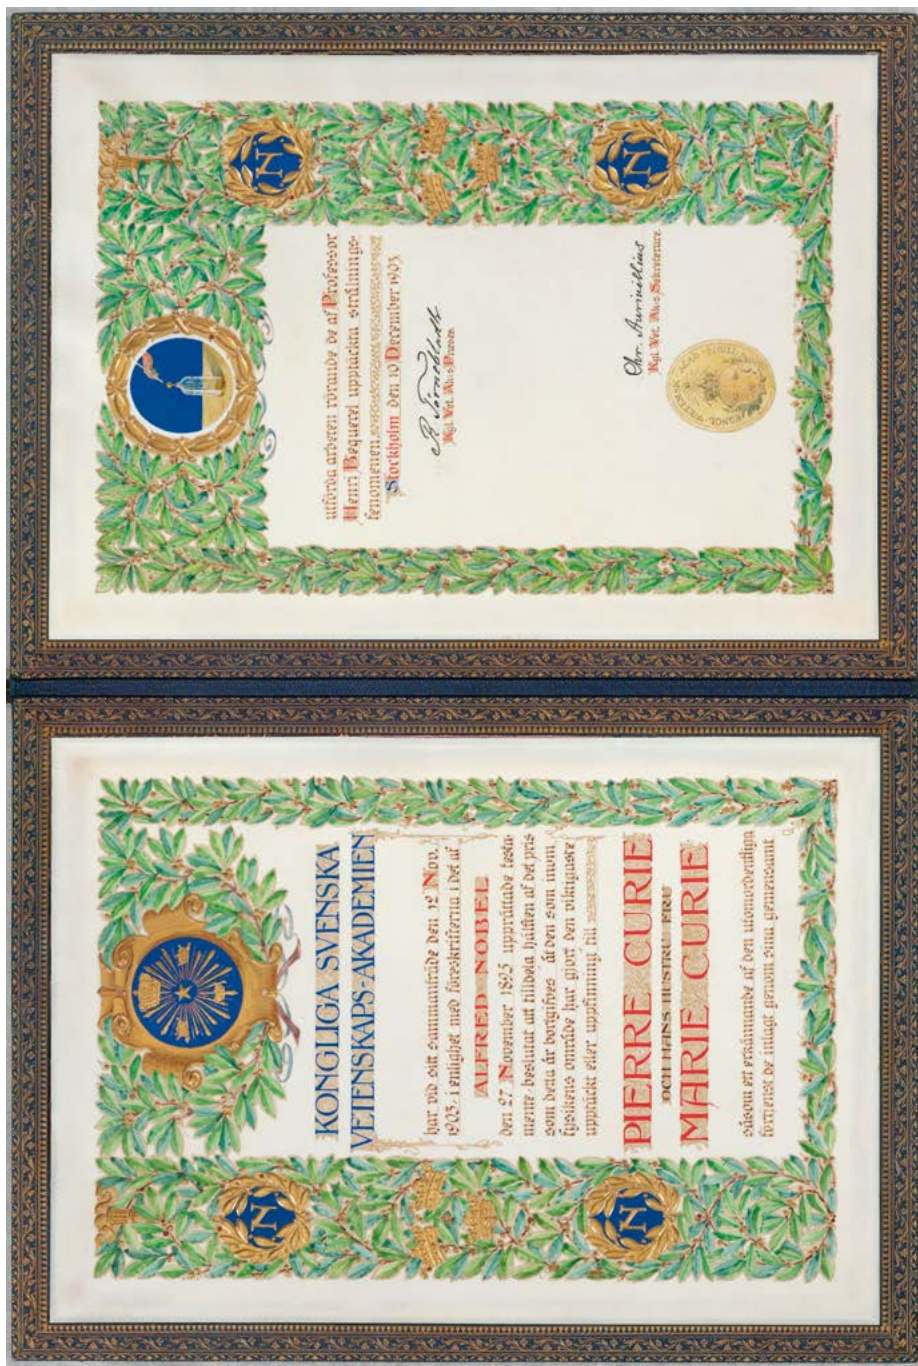 KONGLIGA SVENSKA
VETENSKAPS-AKADEMIEN
har vid sitt sammanträde den 12 Nov.
1903 i enlighet med föreskrifterna i det af
ALFRED NOBEL
den 27 November 1895 upprättade testa-
mente beslutat att tilldela hälften af det pris
som detta år bortgifves åt den som inom
fysikens område har gjort den viktigaste
upptäckt eller uppfinning till
PIERRE CURIE
OCH HANS HUSTRU FRU
MARIE CURIE
såsom ett erkännande af den utomordentliga
förtjenst de inlagt genom sina gemensamt
N
N
utförda arbeten rörande de af Professor
Henri Bequerel upptäckta strålnings-
fenomenen
Stockholm den 10 December 1903
R Törnebladh
Kgl. Vet. Ak:s Præses.
Chr. Aurivillius
Kgl. Vet. Ak:s Sekreterare.
N
N